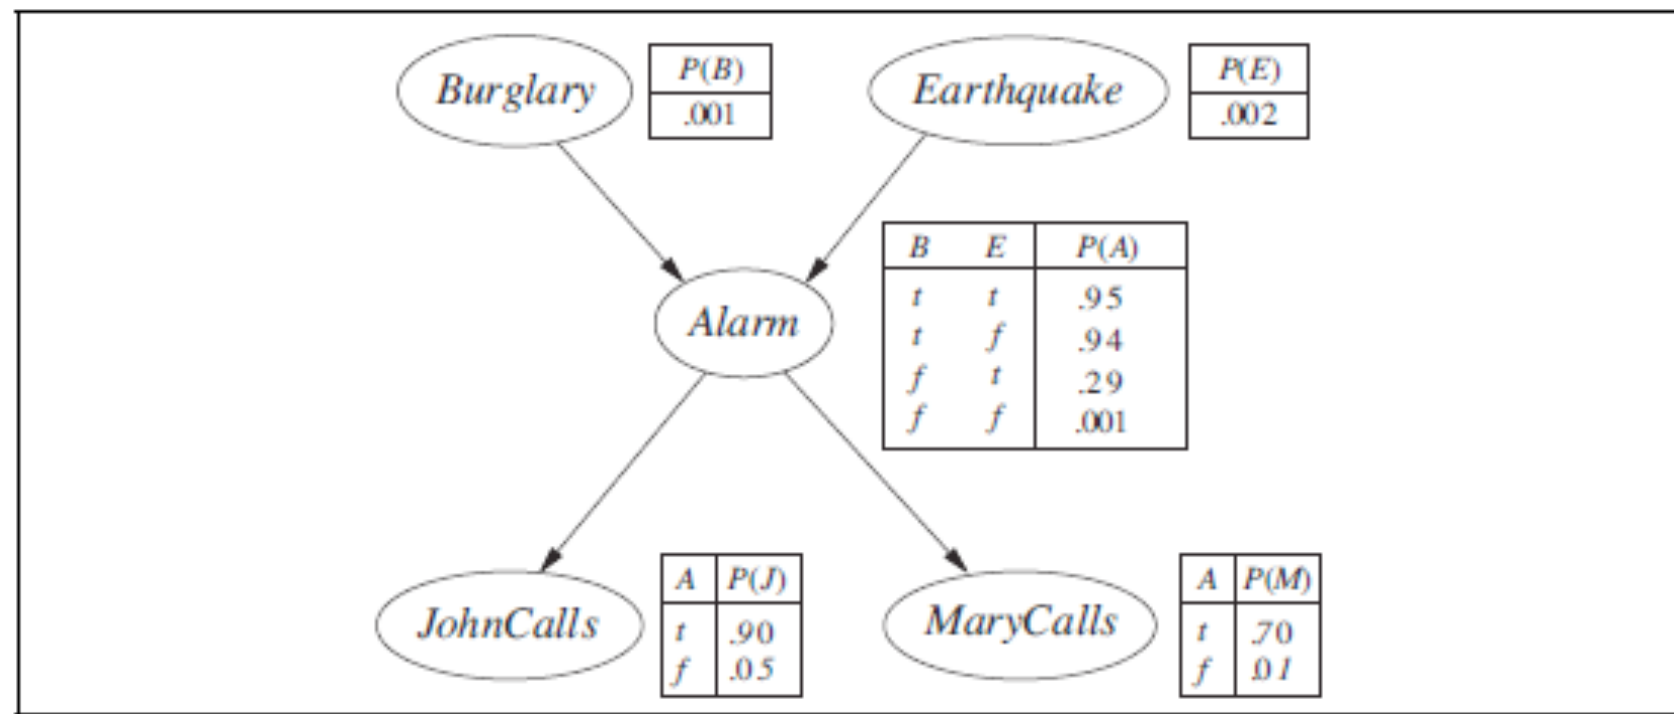 Burglary
P(B)
.001
Earthquake
P(E)
.002
B E P(A)
t t .95
t f .94
f t .29
f f .001
Alarm
JohnCalls
A P(J)
t .90
f .05
MaryCalls
A P(M)
t .70
f .01